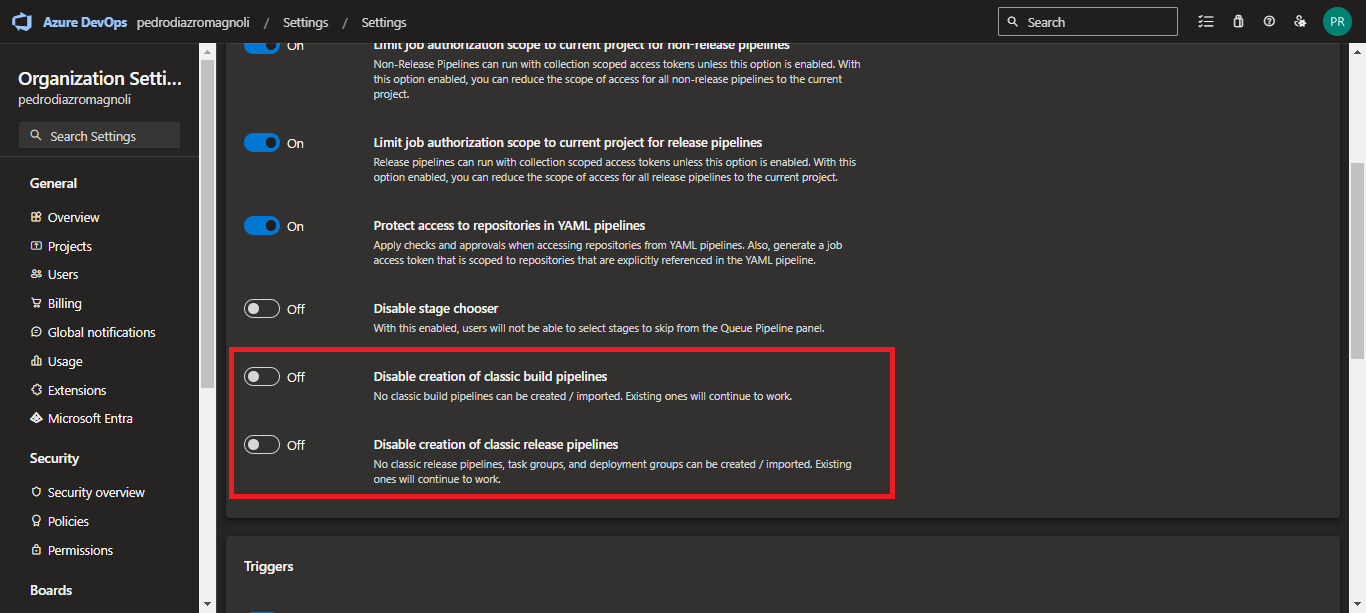 Azure DevOps pedrodiazromagnoli / Settings / Settings
Search
PR
Organization Setti...
pedrodiazromagnoli
Search Settings
General
Overview
Projects
Users
Billing
Global notifications
Usage
Extensions
Microsoft Entra
Security
Security overview
Policies
Permissions
Boards
On
Limit job authorization scope to current project for non-release pipelines
Non-Release Pipelines can run with collection scoped access tokens unless this option is enabled. With
this option enabled, you can reduce the scope of access for all non-release pipelines to the current
project.
On
Limit job authorization scope to current project for release pipelines
Release pipelines can run with collection scoped access tokens unless this option is enabled. With this
option enabled, you can reduce the scope of access for all release pipelines to the current project.
On
Protect access to repositories in YAML pipelines
Apply checks and approvals when accessing repositories from YAML pipelines. Also, generate a job
access token that is scoped to repositories that are explicitly referenced in the YAML pipeline.
Off
Disable stage chooser
With this enabled, users will not be able to select stages to skip from the Queue Pipeline panel.
Off
Disable creation of classic build pipelines
No classic build pipelines can be created / imported. Existing ones will continue to work.
Off
Disable creation of classic release pipelines
No classic release pipelines, task groups, and deployment groups can be created / imported. Existing
ones will continue to work.
Triggers